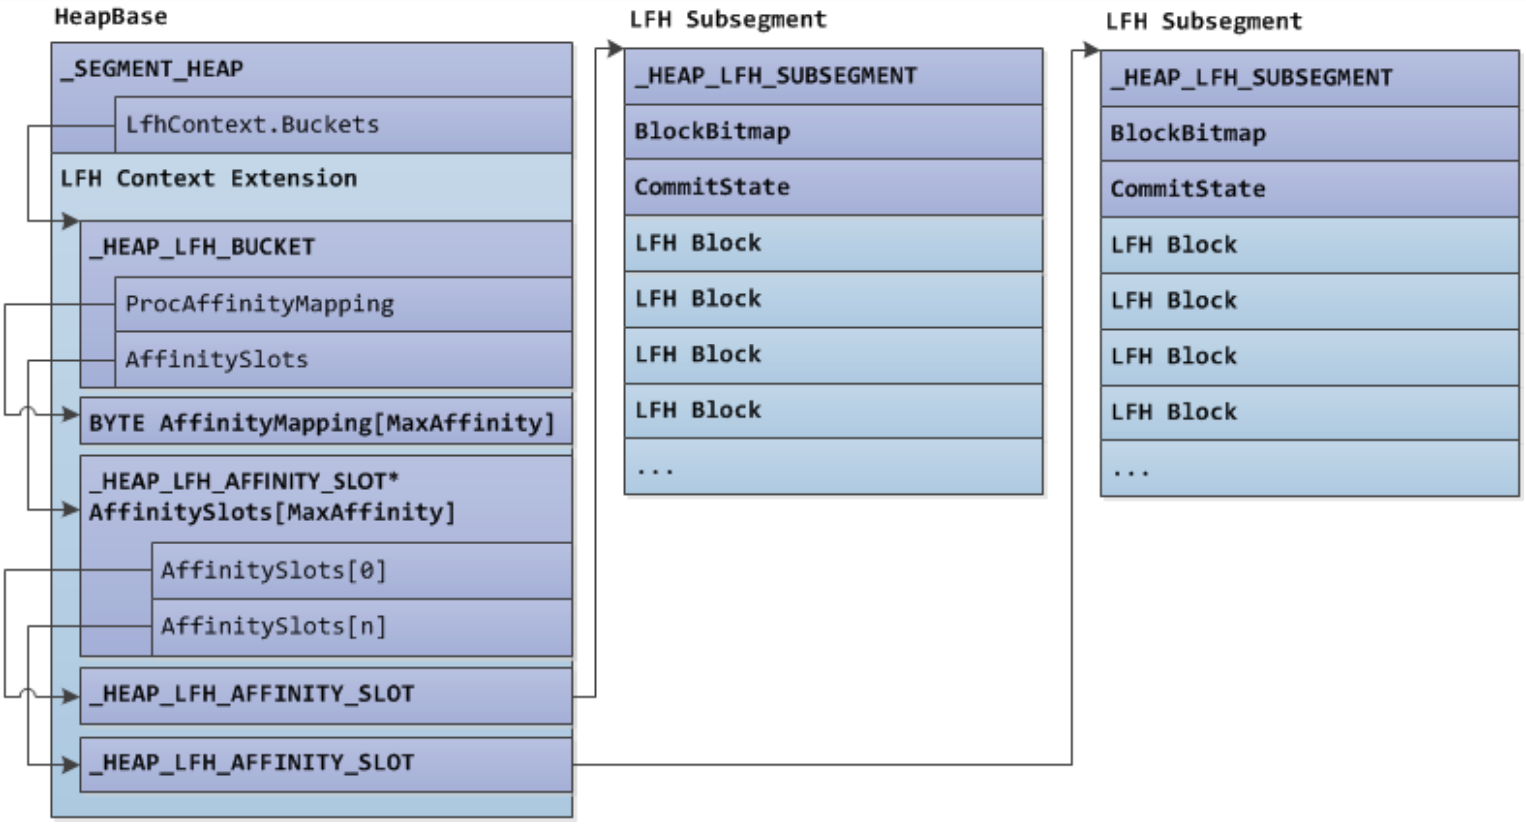 HeapBase
_SEGMENT_HEAP
LfhContext.Buckets
LFH Context Extension
_HEAP_LFH_BUCKET
ProcAffinityMapping
AffinitySlots
BYTE AffinityMapping[MaxAffinity]
_HEAP_LFH_AFFINITY_SLOT*
AffinitySlots[MaxAffinity]
AffinitySlots[0]
AffinitySlots[n]
_HEAP_LFH_AFFINITY_SLOT
_HEAP_LFH_AFFINITY_SLOT
LFH Subsegment
_HEAP_LFH_SUBSEGMENT
BlockBitmap
CommitState
LFH Block
LFH Block
LFH Block
LFH Block
...
LFH Subsegment
_HEAP_LFH_SUBSEGMENT
BlockBitmap
CommitState
LFH Block
LFH Block
LFH Block
LFH Block
...